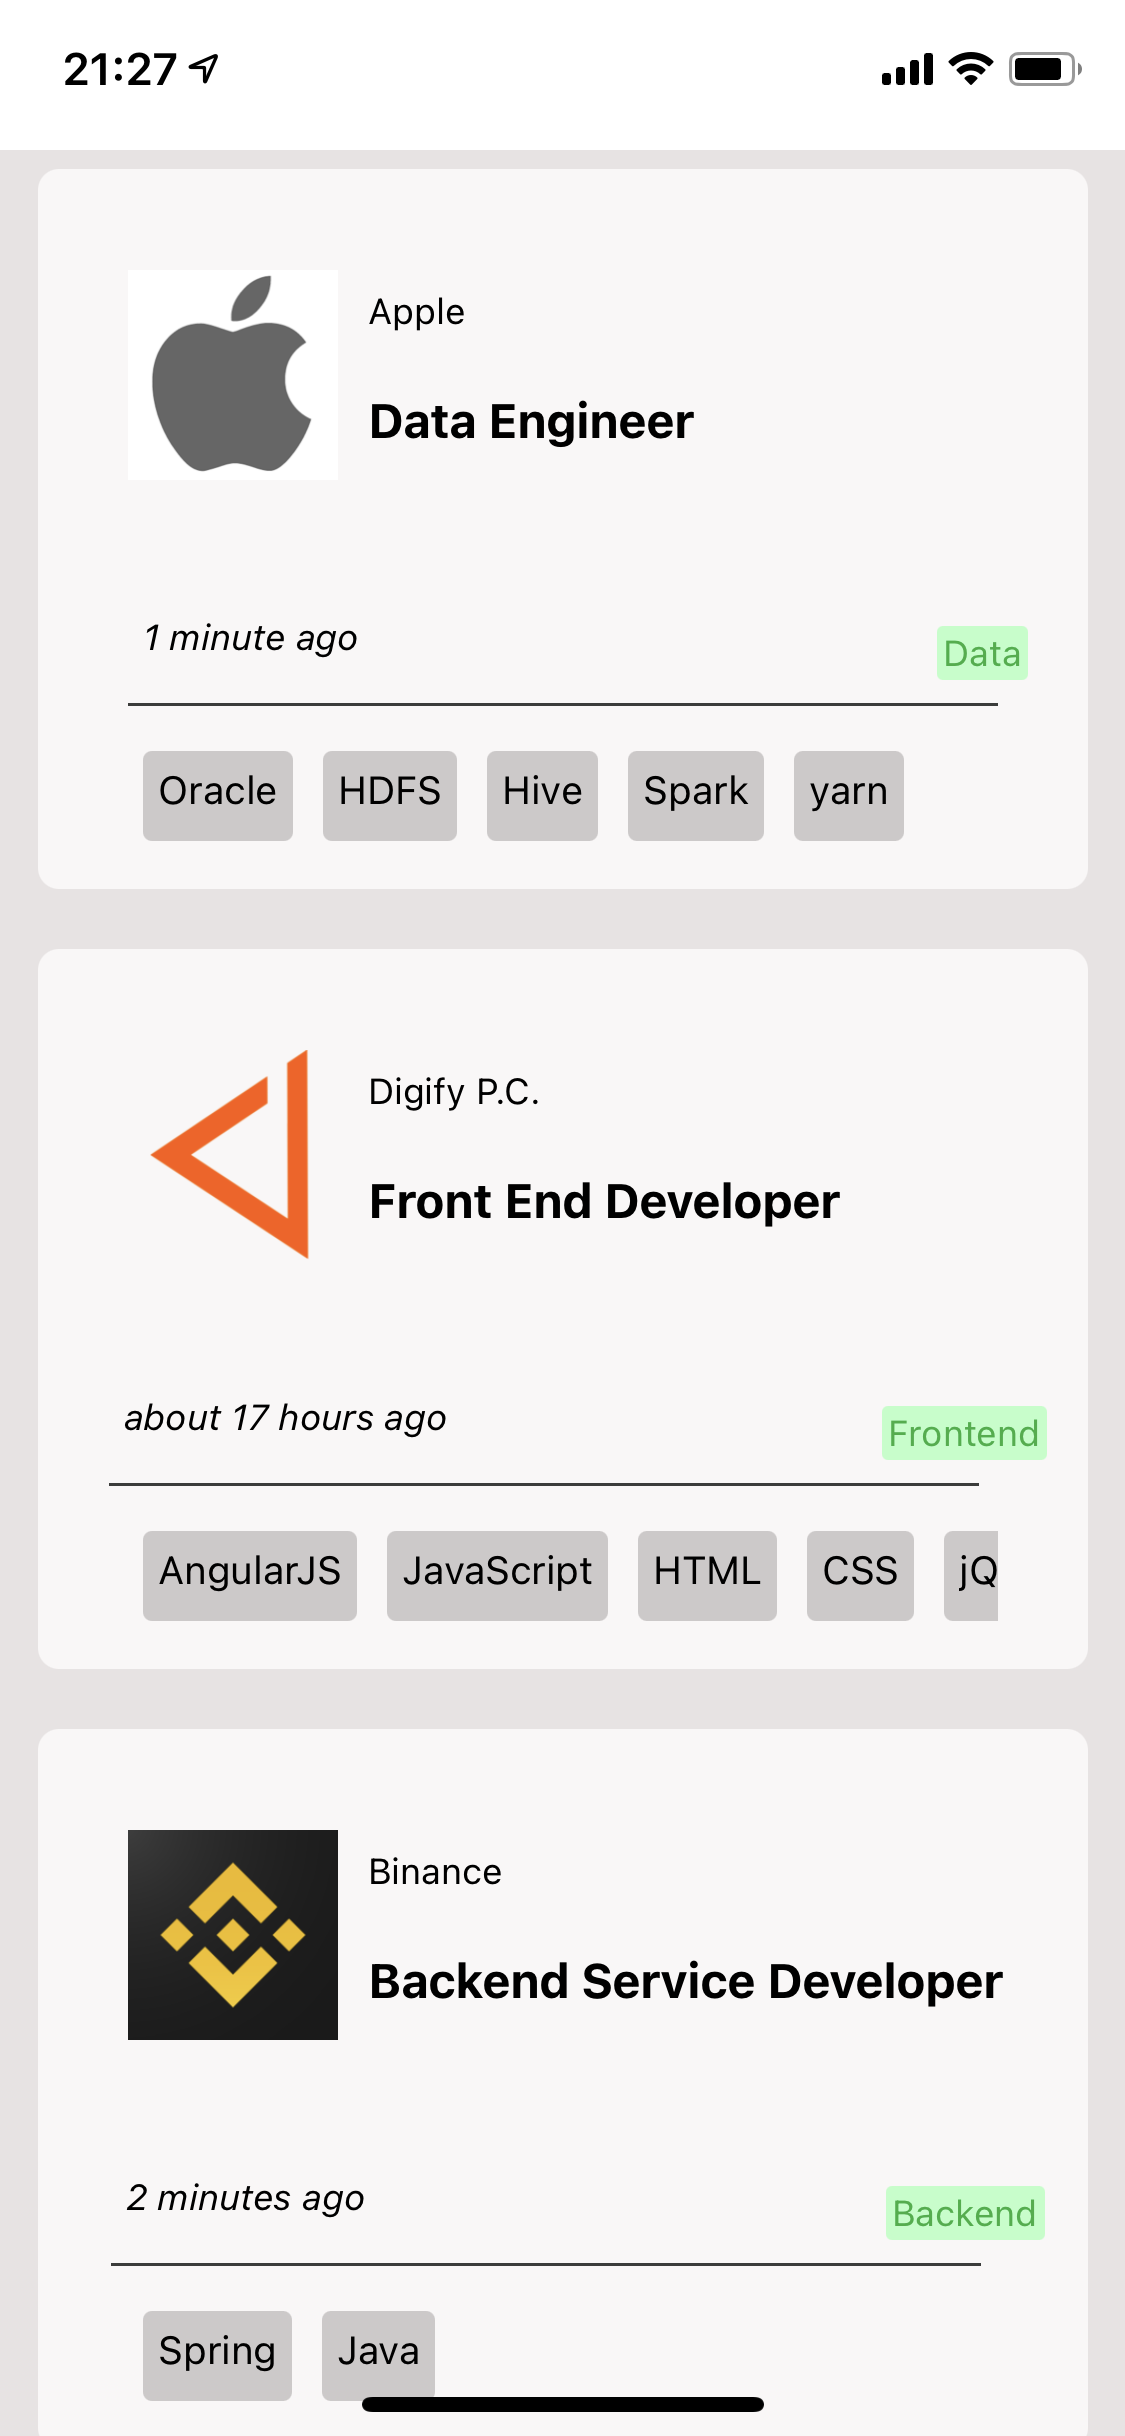 21:27
Apple
Data Engineer
1 minute ago
Data
Oracle HDFS Hive Spark yarn
Digify P.C.
Front End Developer
about 17 hours ago
Frontend
AngularJS JavaScript HTML CSS jQ
Binance
Backend Service Developer
2 minutes ago
Backend
Spring Java